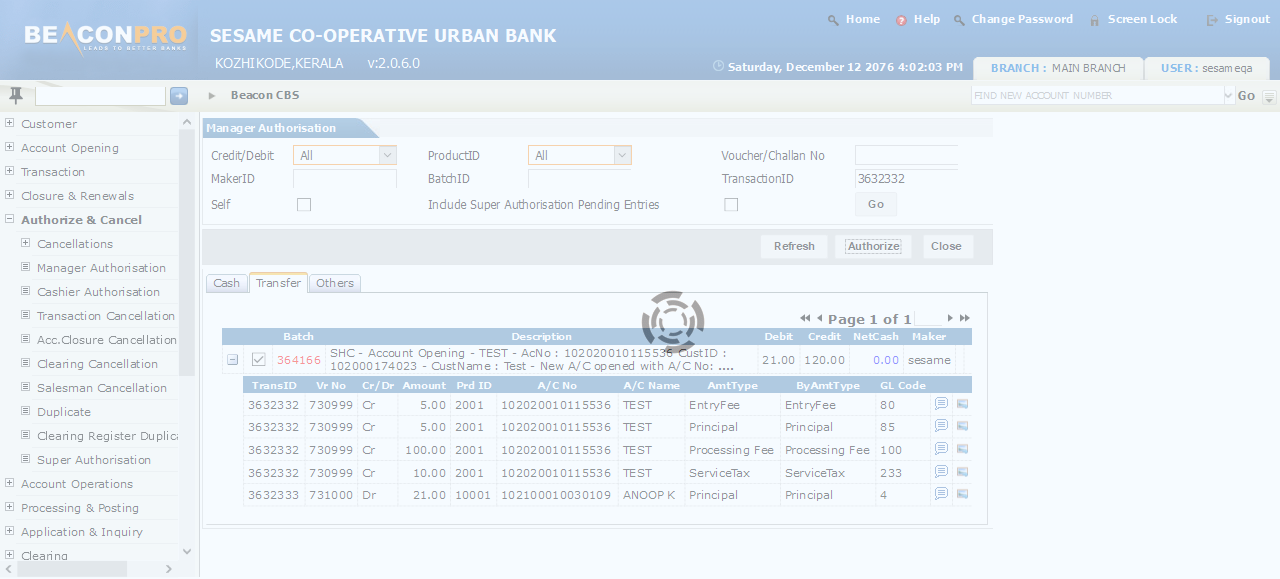 Home Help Change Password Screen Lock Signout
BEACONPRO
LEADS TO BETTER BANKS
SESAME CO-OPERATIVE URBAN BANK
KOZHIKODE,KERALA v:2.0.6.0
Saturday, December 12 2076 4:02:03 PM
BRANCH : MAIN BRANCH
USER : sesameqa
Beacon CBS
FIND NEW ACCOUNT NUMBER
Go
Customer
Account Opening
Transaction
Closure & Renewals
Authorize & Cancel
Cancellations
Manager Authorisation
Cashier Authorisation
Transaction Cancellation
Acc.Closure Cancellation
Clearing Cancellation
Salesman Cancellation
Duplicate
Clearing Register Duplica
Super Authorisation
Account Operations
Processing & Posting
Application & Inquiry
Clearing
Manager Authorisation
Credit/Debit All ProductID All Voucher/Challan No
MakerID BatchID TransactionID 3632332
Self Include Super Authorisation Pending Entries Go
Refresh Authorize Close
Cash Transfer Others
Page 1 of 1
Batch Description Debit Credit NetCash Maker
364166 SHC - Account Opening - TEST - AcNo : 102020010115536 CustID : 21.00 120.00 0.00 sesame
102000174023 - CustName : Test - New A/C opened with A/C No: ....
TransID Vr No Cr/Dr Amount Prd ID A/C No A/C Name AmtType ByAmtType GL Code
3632332 730999 Cr 5.00 2001 102020010115536 TEST EntryFee EntryFee 80
3632332 730999 Cr 5.00 2001 102020010115536 TEST Principal Principal 85
3632332 730999 Cr 100.00 2001 102020010115536 TEST Processing Fee Processing Fee 100
3632332 730999 Cr 10.00 2001 102020010115536 TEST ServiceTax ServiceTax 233
3632333 731000 Dr 21.00 10001 102100010030109 ANOOP K Principal Principal 4